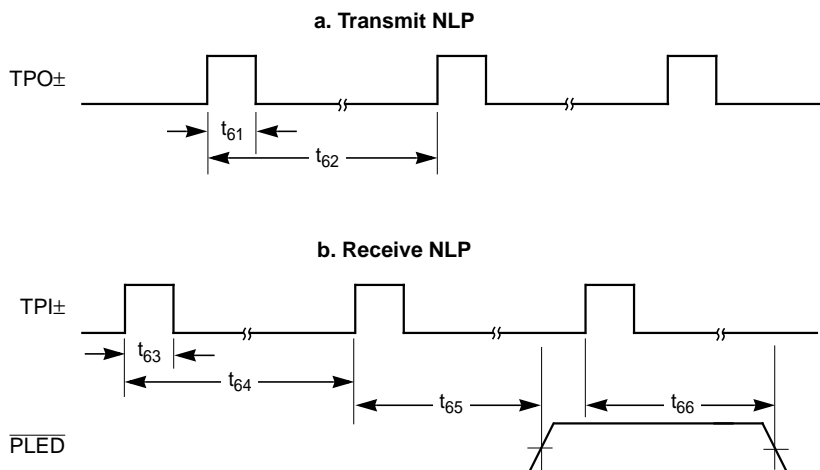 a. Transmit NLP
TPO±
t61
t62
b. Receive NLP
TPI±
t63
t64
t65
t66
PLED